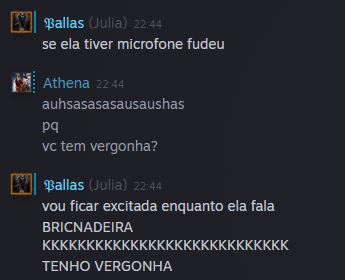 𝕻allas (Julia) 22:44
se ela tiver microfone fudeu
Athena 22:44
auhsasasasausaushas
pq
vc tem vergonha?
𝕻allas (Julia) 22:44
vou ficar excitada enquanto ela fala
BRICNADEIRA
KKKKKKKKKKKKKKKKKKKKKKKKKKKK
TENHO VERGONHA